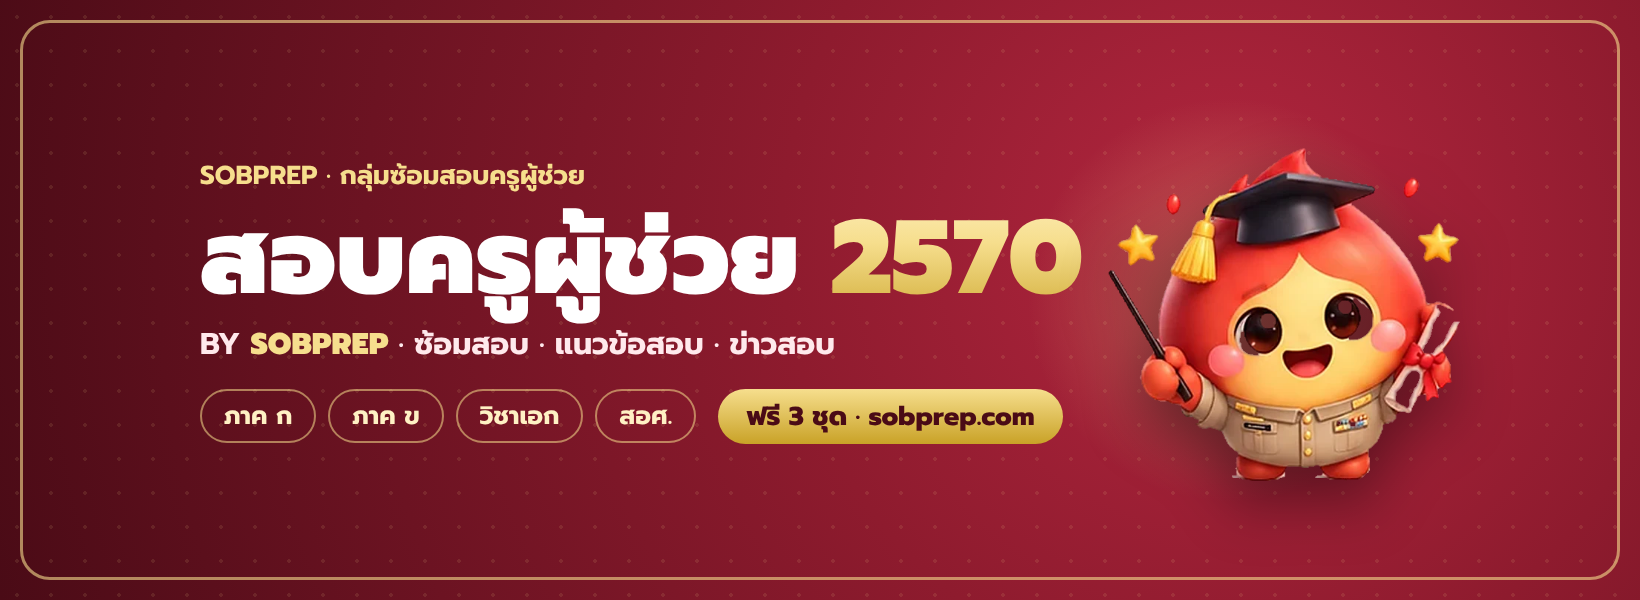 SOBPREP · กลุ่มซ้อมสอบครูผู้ช่วย
สอบครูผู้ช่วย 2570
BY SOBPREP · ซ้อมสอบ · แนวข้อสอบ · ข่าวสอบ
ภาค ก ภาค ข วิชาเอก สอศ. ฟรี 3 ชุด · sobprep.com